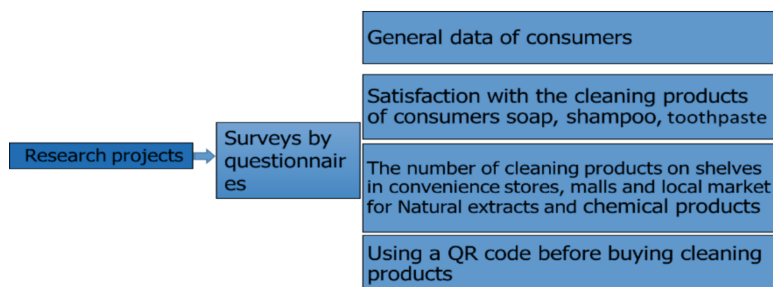 General data of consumers
Satisfaction with the cleaning products
of consumers soap, shampoo, toothpaste
Research projects
Surveys by
questionnair
es
The number of cleaning products on shelves
in convenience stores, malls and local market
for Natural extracts and chemical products
Using a QR code before buying cleaning
products